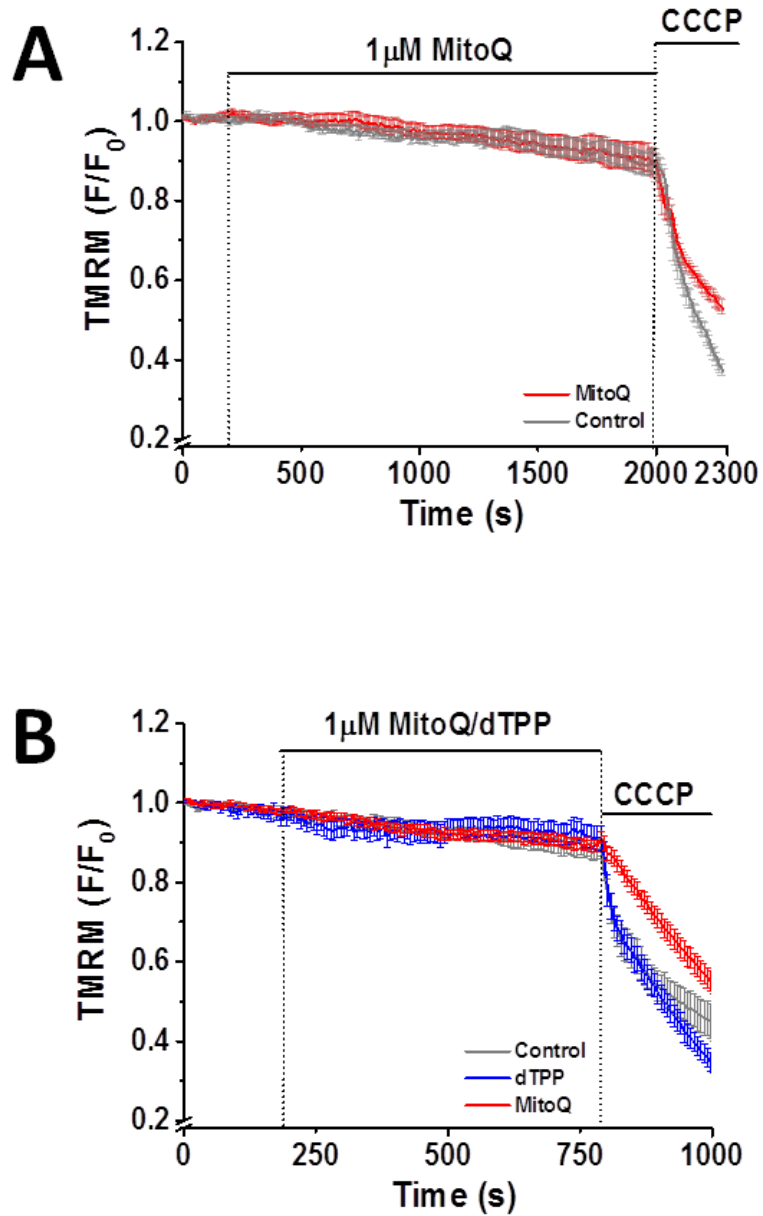 A
CCCP
1μM MitoQ
1.2
1.0
0.8
0.6
0.4
0.2
TMRM (F/F0)
MitoQ
Control
0 500 1000 1500 2000 2300
Time (s)
B
1μM MitoQ/dTPP
CCCP
1.2
1.0
0.8
0.6
0.4
0.2
TMRM (F/F0)
Control
dTPP
MitoQ
0 250 500 750 1000
Time (s)